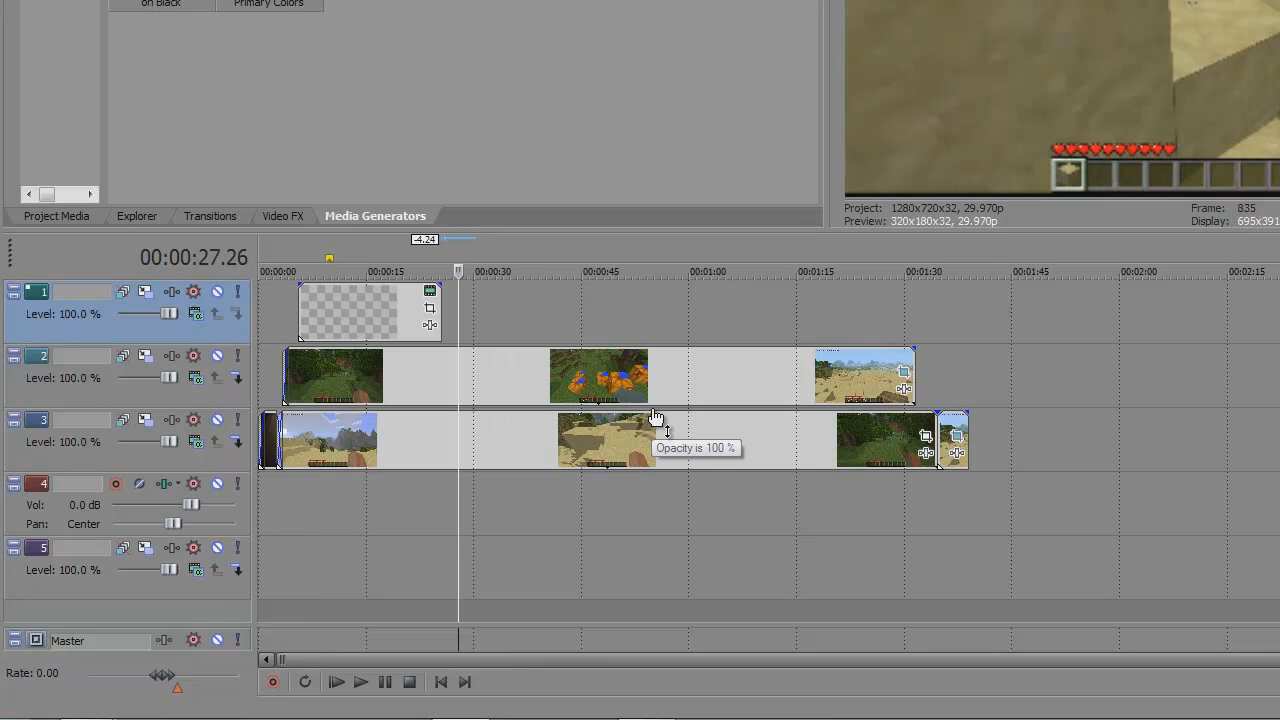 on Black Primary Colors
Project Media Explorer Transitions Video FX Media Generators
Project: 1280x720x32, 29.970p Frame: 835
Preview: 320x180x32, 29.970p Display: 695x391
-4.24
00:00:27.26
00:00:00 00:00:15 00:00:30 00:00:45 00:01:00 00:01:15 00:01:30 00:01:45 00:02:00 00:02:15
1
Level: 100.0 %
2
Level: 100.0 %
3
Level: 100.0 %
Opacity is 100 %
4
Vol: 0.0 dB
Pan: Center
5
Level: 100.0 %
Master
Rate: 0.00